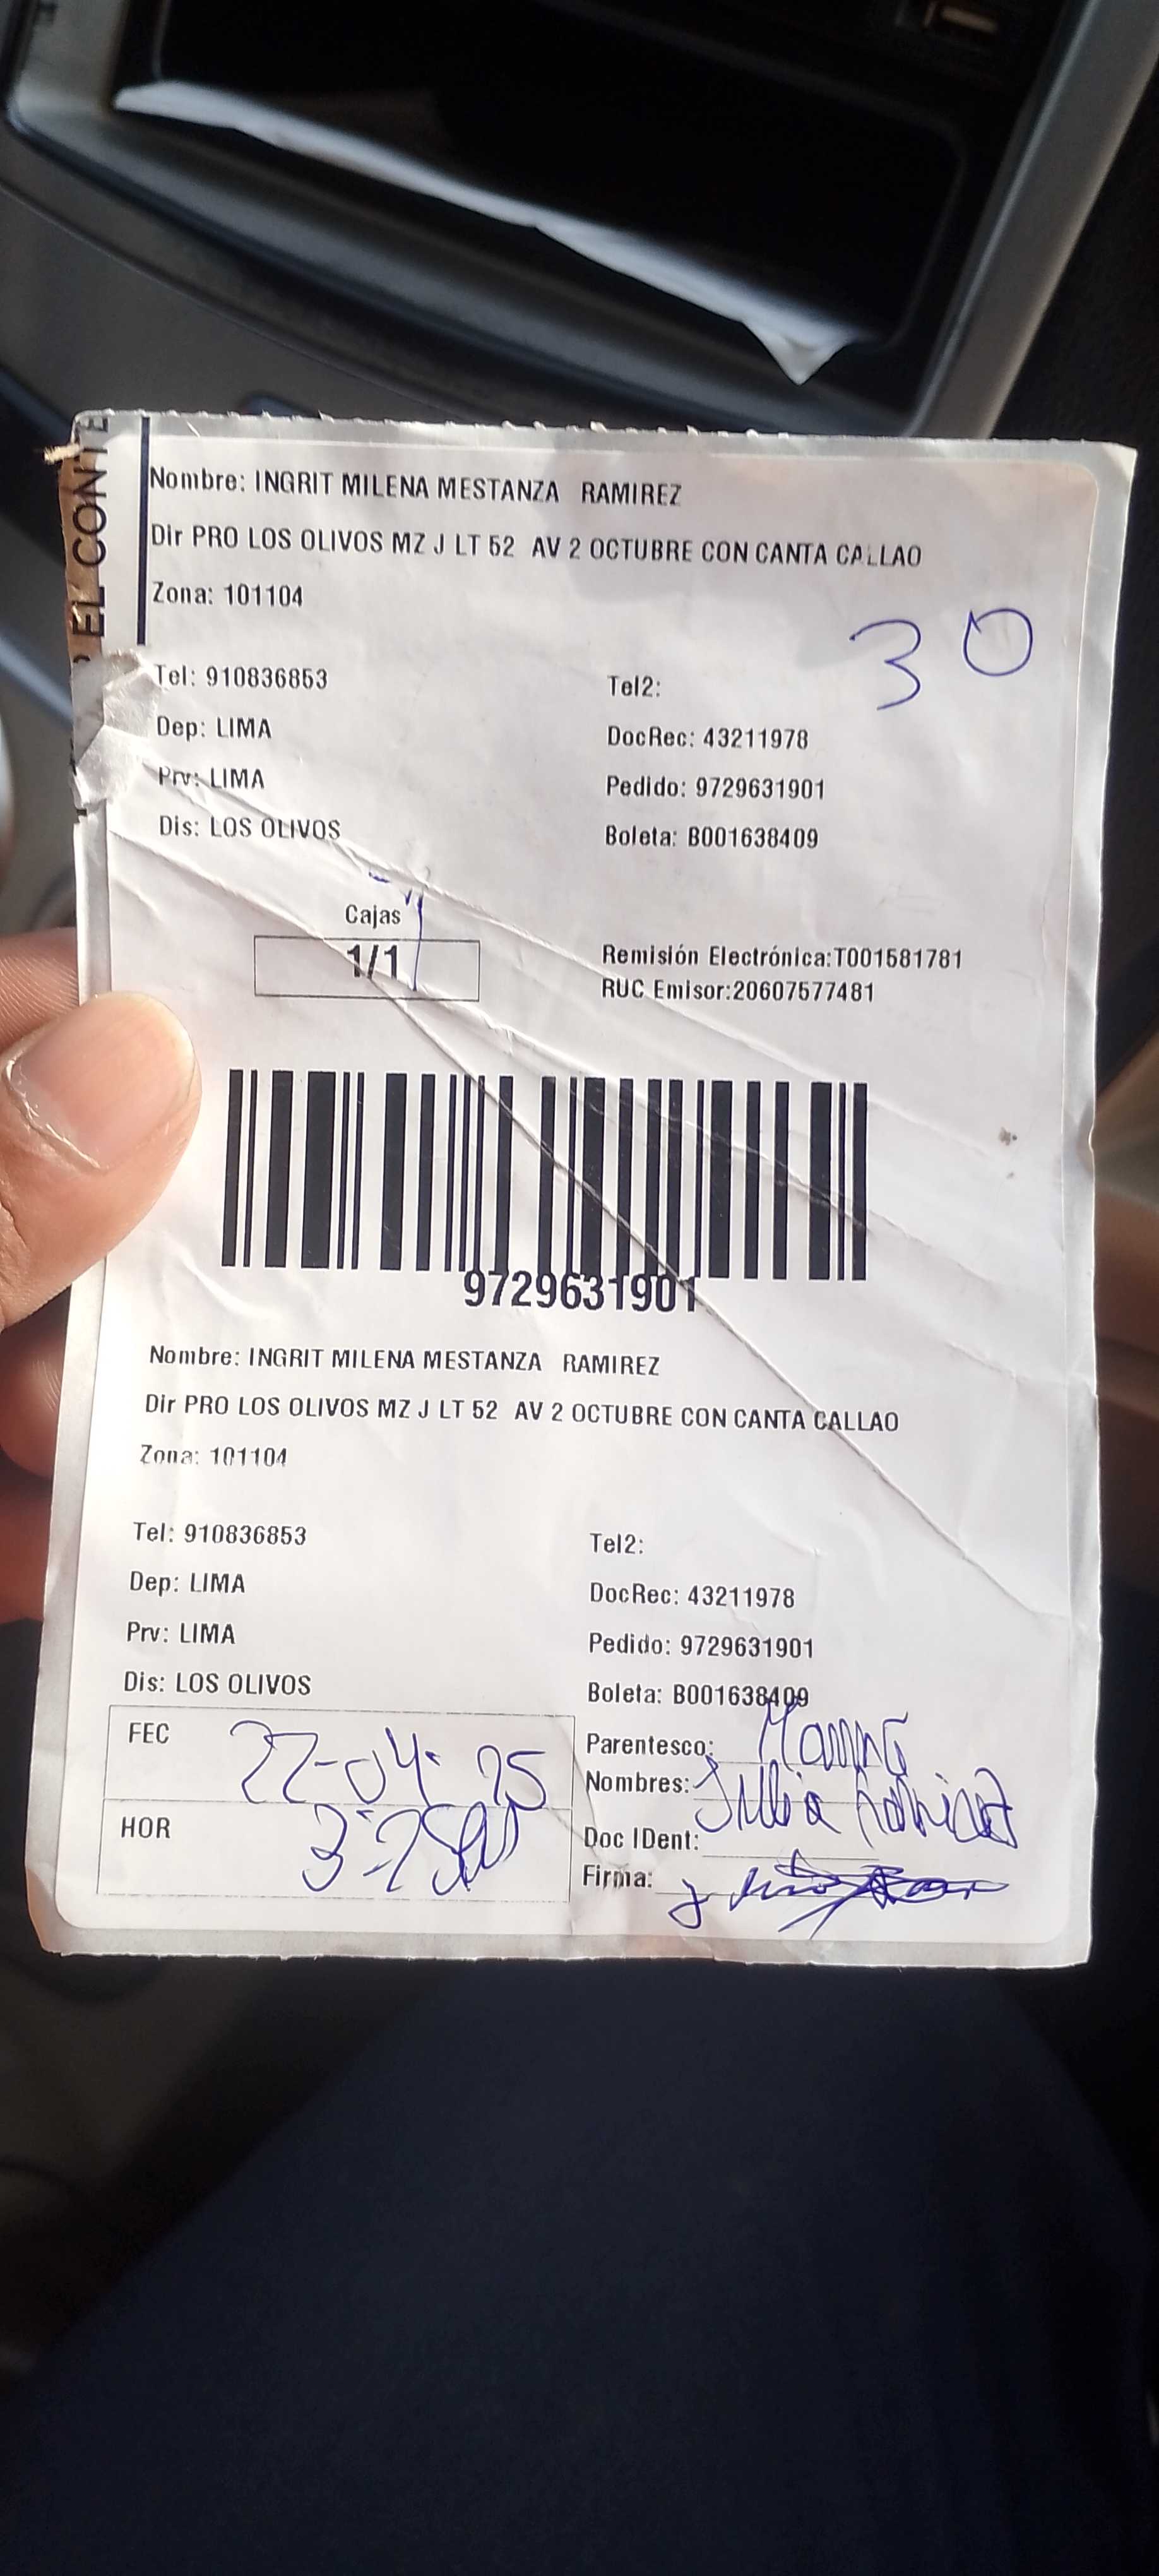 EL CONTE
Nombre: INGRIT MILENA MESTANZA RAMIREZ
Dir PRO LOS OLIVOS MZ J LT 52 AV 2 OCTUBRE CON CANTA CALLAO
Zona: 101104
30
Tel: 910836853
Tel2:
Dep: LIMA
DocRec: 43211978
Prv: LIMA
Pedido: 9729631901
Dis: LOS OLIVOS
Boleta: B001638409
Cajas
1/1
Remisión Electrónica:T001581781
RUC Emisor:20607577481
9729631901
Nombre: INGRIT MILENA MESTANZA RAMIREZ
Dir PRO LOS OLIVOS MZ J LT 52 AV 2 OCTUBRE CON CANTA CALLAO
Zona: 101104
Tel: 910836853
Tel2:
Dep: LIMA
DocRec: 43211978
Prv: LIMA
Pedido: 9729631901
Dis: LOS OLIVOS
Boleta: B001638409
FEC 22-04-25
Parentesco: Mamá
Nombres: Julia
HOR
Doc IDent:
Firma: